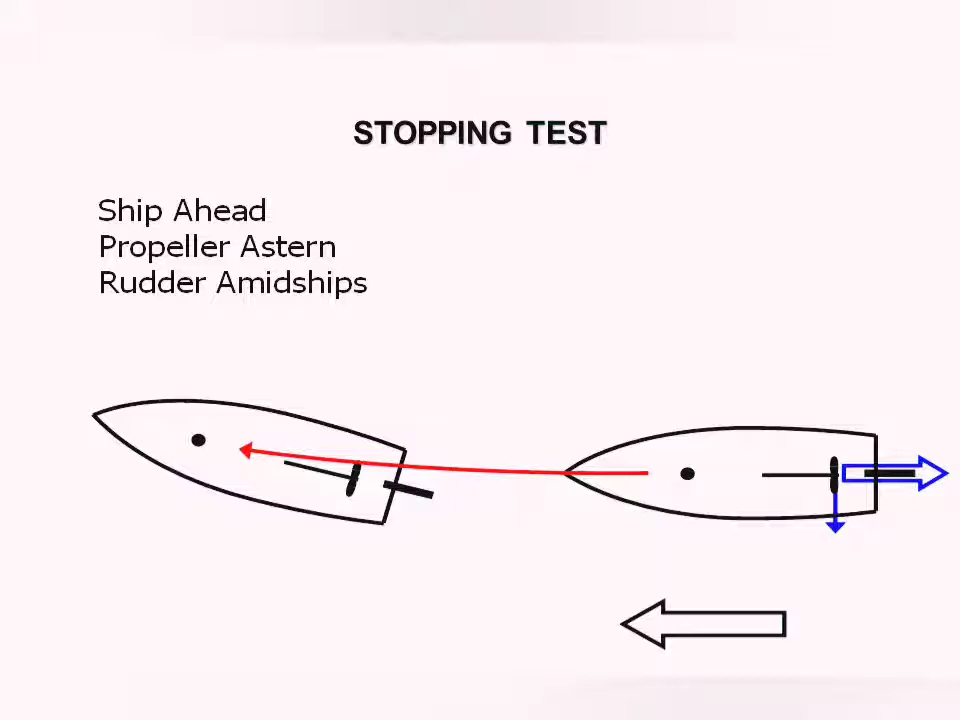 STOPPING TEST
Ship Ahead
Propeller Astern
Rudder Amidships